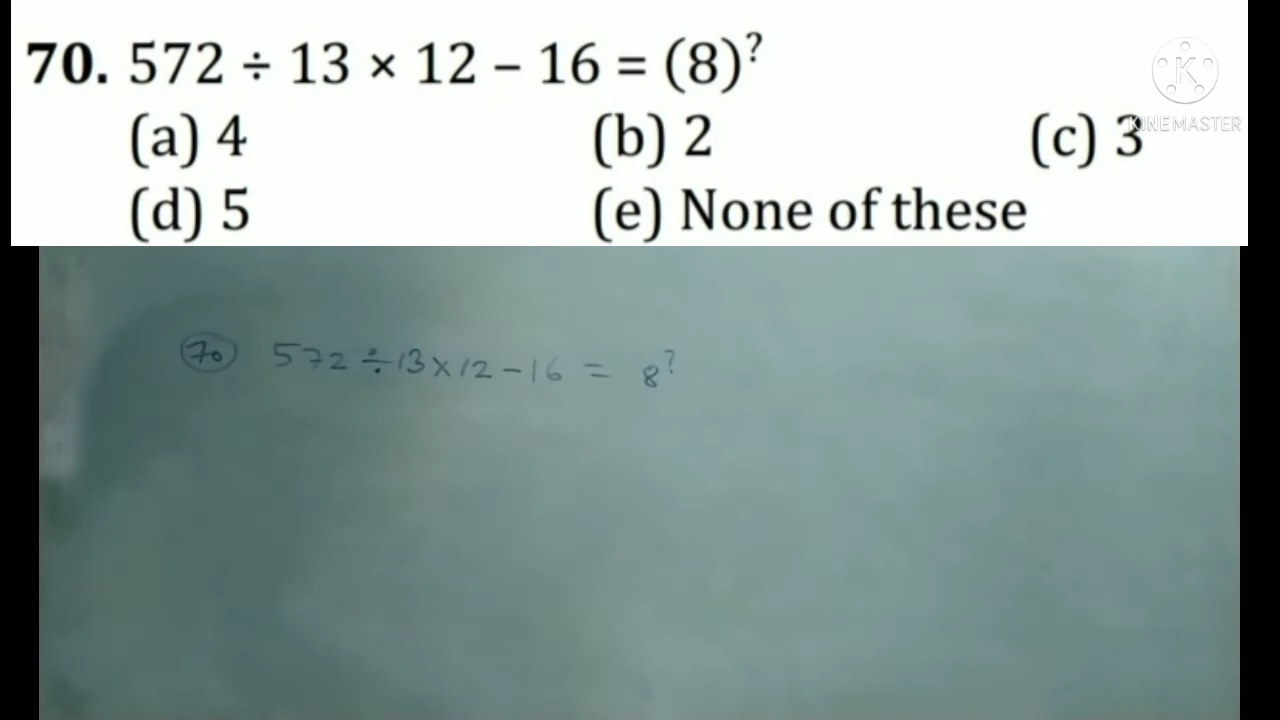 70. 572 ÷ 13 × 12 – 16 = (8)?
(a) 4 (b) 2 (c) 3
(d) 5 (e) None of these
K
KINEMASTER
70 572 ÷ 13 × 12 - 16 = 8?